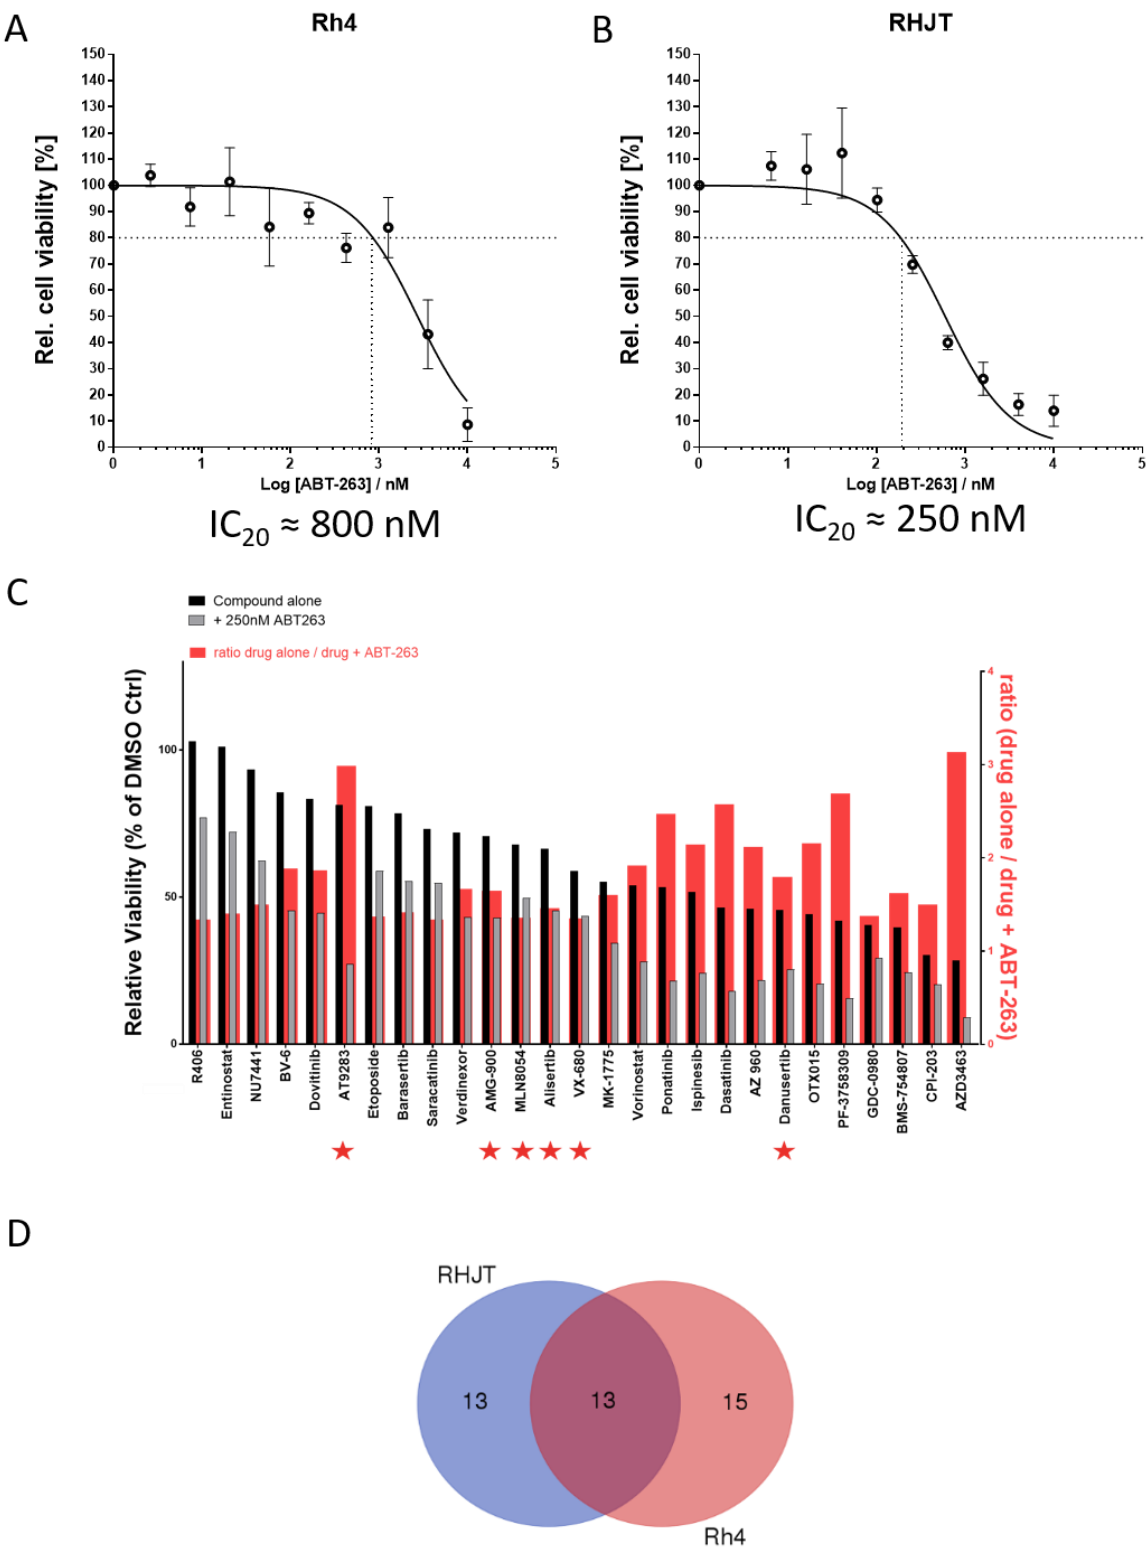 A
Rh4
150
140
130
120
110
100
90
80
70
60
50
40
30
20
10
0
Rel. cell viability [%]
0 1 2 3 4 5
Log [ABT-263] / nM
IC20 ≈ 800 nM
B
RHJT
150
140
130
120
110
100
90
80
70
60
50
40
30
20
10
0
Rel. cell viability [%]
0 1 2 3 4 5
Log [ABT-263] / nM
IC20 ≈ 250 nM
C
Compound alone
+ 250nM ABT263
ratio drug alone / drug + ABT-263
Relative Viability (% of DMSO Ctrl)
100
50
0
4
3
2
1
0
ratio (drug alone / drug + ABT-263)
R406
Entinostat
NU7441
BV-6
Dovitinib
AT9283
Etoposide
Barasertib
Saracatinib
Verdinexor
AMG-900
MLN8054
Alisertib
VX-680
MK-1775
Vorinostat
Ponatinib
Ispinesib
Dasatinib
AZ 960
Danusertib
OTX015
PF-3758309
GDC-0980
BMS-754807
CPI-203
AZD3463
D
RHJT
13
13
15
Rh4